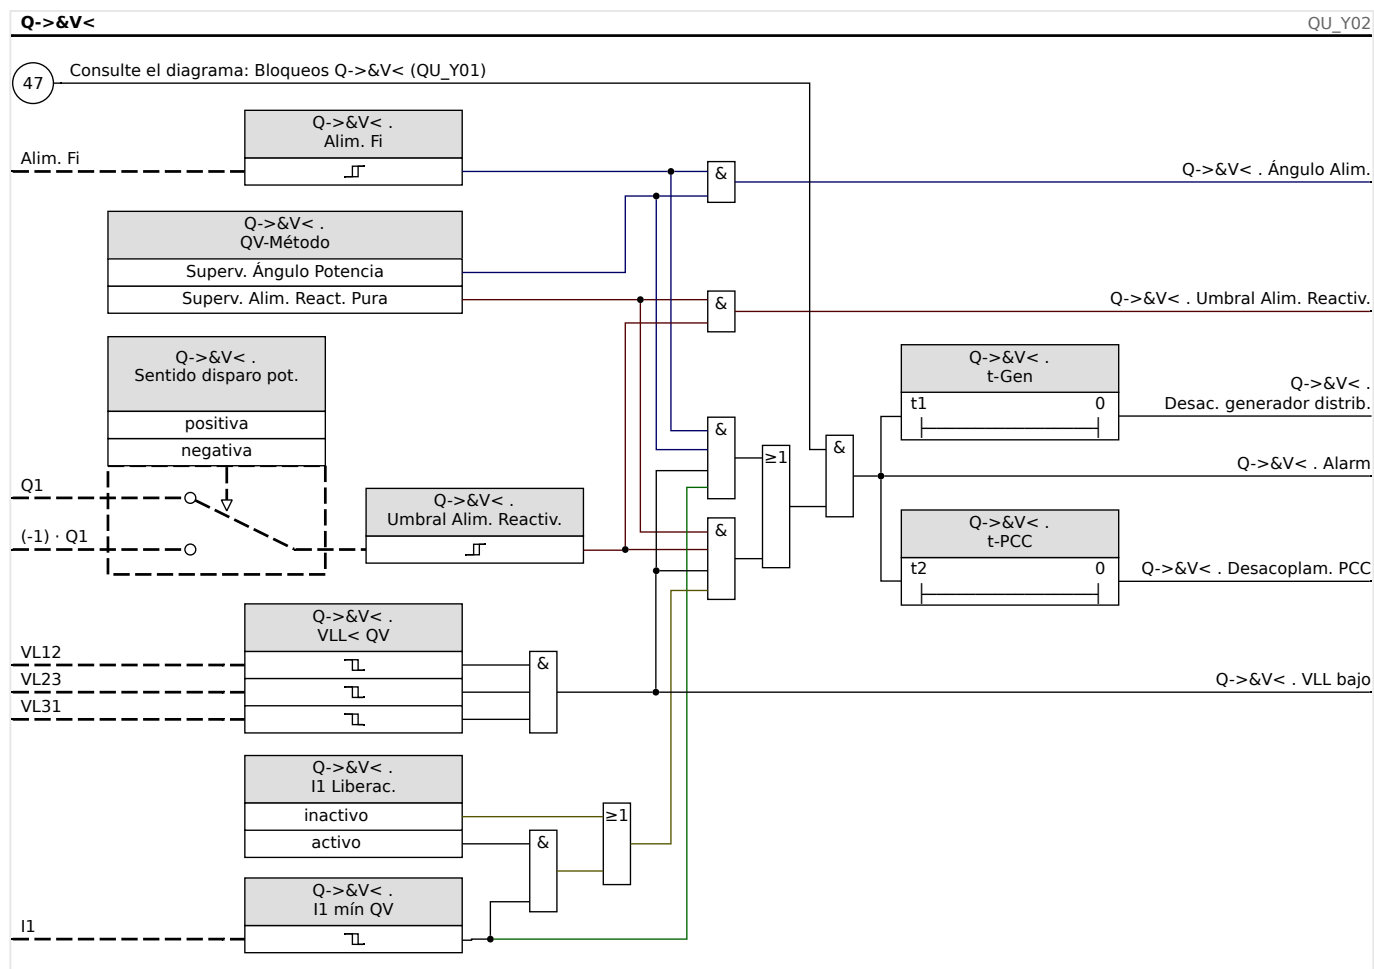 Q->&V<
QU_Y02
47
Consulte el diagrama: Bloqueos Q->&V< (QU_Y01)
Q->&V< .
Alim. Fi
Alim. Fi
&
Q->&V< . Ángulo Alim.
Q->&V< .
QV-Método
Superv. Ángulo Potencia
Superv. Alim. React. Pura
&
Q->&V< . Umbral Alim. Reactiv.
Q->&V< .
Sentido disparo pot.
positiva
negativa
Q->&V< .
t-Gen
t1
0
Q->&V< .
Desac. generador distrib.
&
≥1
&
Q->&V< . Alarm
Q1
(-1) · Q1
Q->&V< .
Umbral Alim. Reactiv.
&
Q->&V< .
t-PCC
t2
0
Q->&V< . Desacoplam. PCC
Q->&V< .
VLL< QV
VL12
VL23
VL31
&
Q->&V< . VLL bajo
Q->&V< .
I1 Liberac.
inactivo
activo
≥1
&
Q->&V< .
I1 mín QV
I1